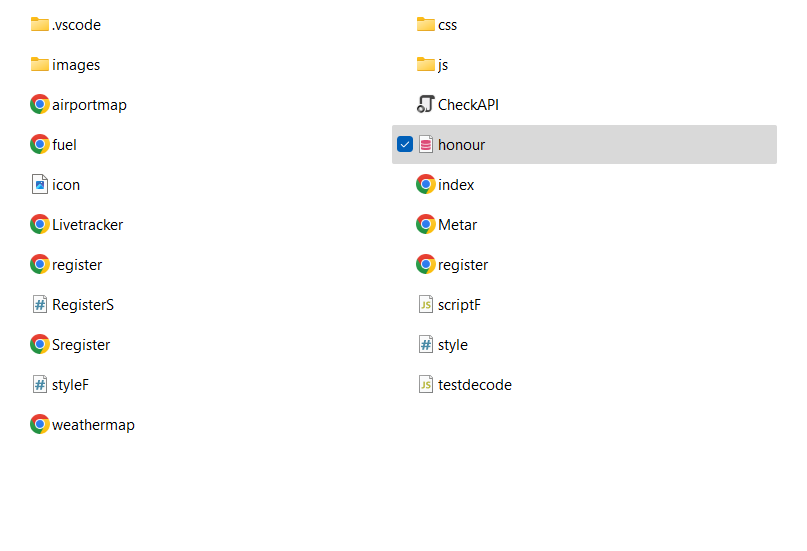 .vscode
css
images
js
airportmap
CheckAPI
fuel
honour
icon
index
Livetracker
Metar
register
register
RegisterS
scriptF
Sregister
style
styleF
testdecode
weathermap